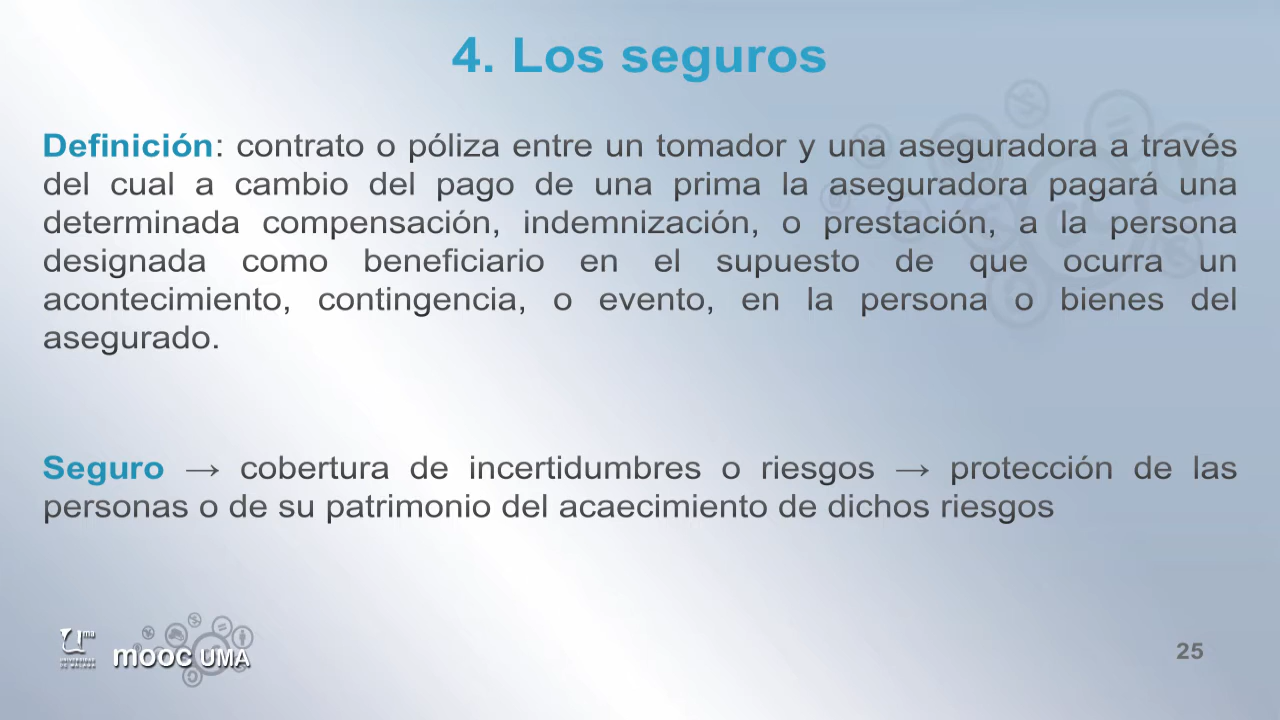 4. Los seguros
Definición: contrato o póliza entre un tomador y una aseguradora a través
del cual a cambio del pago de una prima la aseguradora pagará una
determinada compensación, indemnización, o prestación, a la persona
designada como beneficiario en el supuesto de que ocurra un
acontecimiento, contingencia, o evento, en la persona o bienes del
asegurado.
Seguro → cobertura de incertidumbres o riesgos → protección de las
personas o de su patrimonio del acaecimiento de dichos riesgos
uma
mooc UMA
25